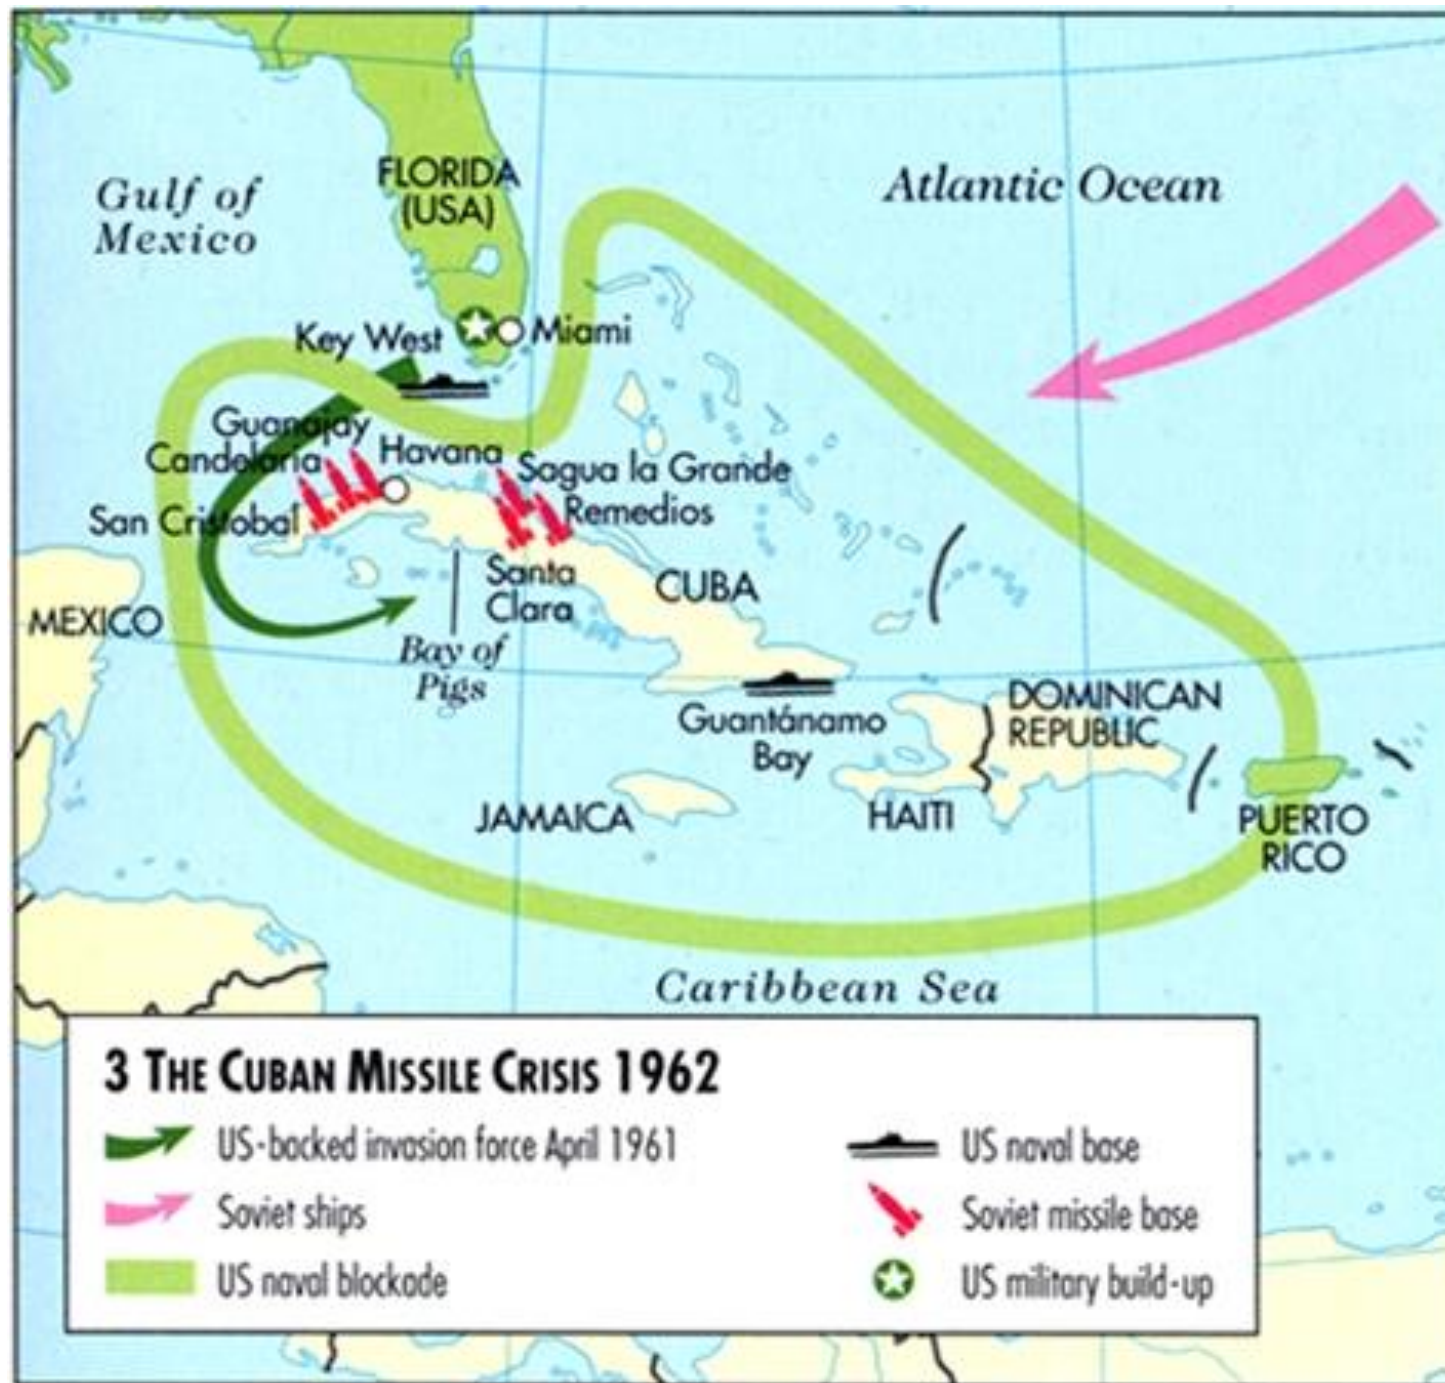 FLORIDA
(USA)
Gulf of
Mexico
Atlantic Ocean
Key West
Miami
Guanajay
Candelaria
Havana
San Cristobal
Sagua la Grande
Remedios
Santa
Clara
CUBA
MEXICO
Bay of
Pigs
Guantánamo
Bay
DOMINICAN
REPUBLIC
JAMAICA
HAITI
PUERTO
RICO
Caribbean Sea
3 THE CUBAN MISSILE CRISIS 1962
US-backed invasion force April 1961
Soviet ships
US naval blockade
US naval base
Soviet missile base
US military build-up